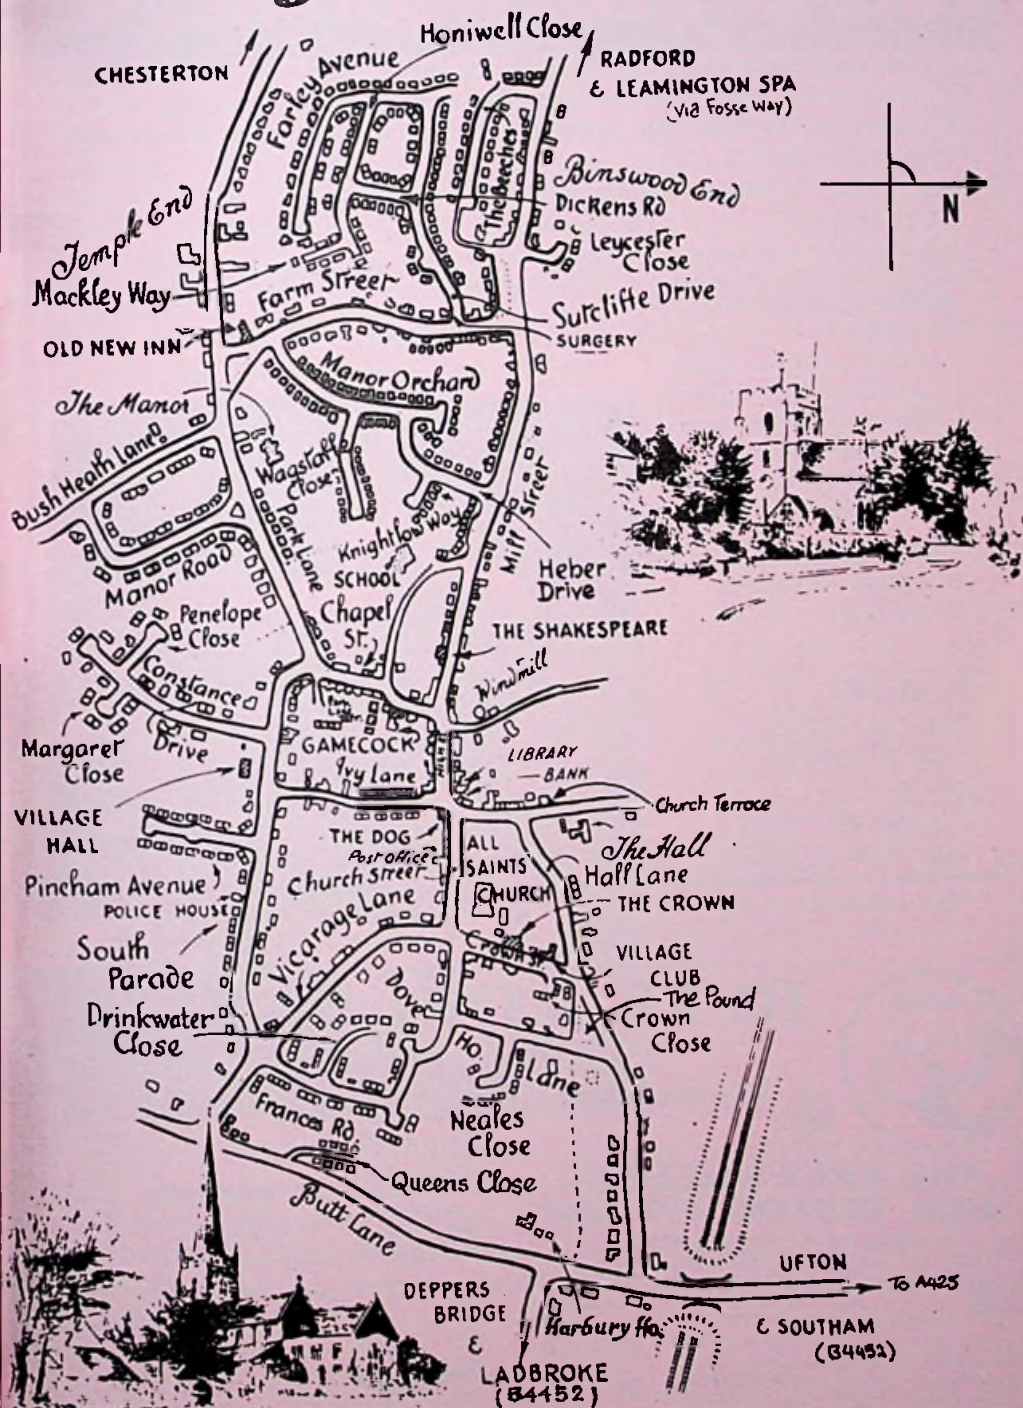 Honiwell Close
CHESTERTON
Farley Avenue
RADFORD
& LEAMINGTON SPA
(via Fosse Way)
The Beeches
Binswood End
Dickens Rd
N
Temple End
Leycester
Close
Mackley Way
Farm Street
Sutcliffe Drive
OLD NEW INN
SURGERY
Manor Orchard
The Manor
Bush Heath Lane
Wagstaff
Close
Park Lane
Mill Street
Knightlow Way
SCHOOL
Manor Road
Heber
Drive
Chapel
St.
Penelope
Close
THE SHAKESPEARE
Constance
Drive
Windmill
Margaret
Close
GAMECOCK
HIGH ST
Ivy Lane
LIBRARY
BANK
Church Terrace
VILLAGE
HALL
THE DOG
Post office
Church Street
ALL
SAINTS'
CHURCH
The Hall
Hall Lane
Pincham Avenue
POLICE HOUSE
THE CROWN
Vicarage Lane
Crown St.
South
Parade
VILLAGE
CLUB
The Pound
Crown
Close
Drinkwater
Close
Dove
Ho.
Lane
Frances Rd.
Neales
Close
Queens Close
Butt Lane
UFTON
To A425
DEPPERS
BRIDGE
&
LADBROKE
(B4452)
Harbury Ho.
& SOUTHAM
(B4452)